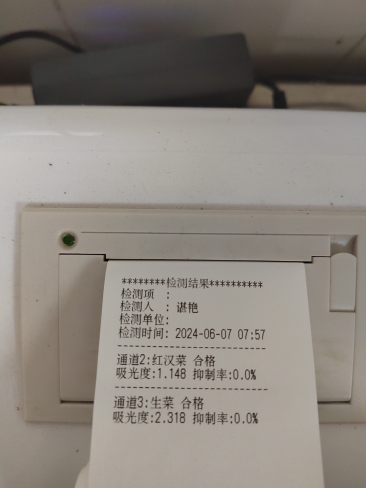 ********检测结果**********
检测项 :
检测人 : 谌艳
检测单位:
检测时间: 2024-06-07 07:57
--------------------------
通道2:红汉菜 合格
吸光度:1.148 抑制率:0.0%
--------------------------
通道3:生菜 合格
吸光度:2.318 抑制率:0.0%